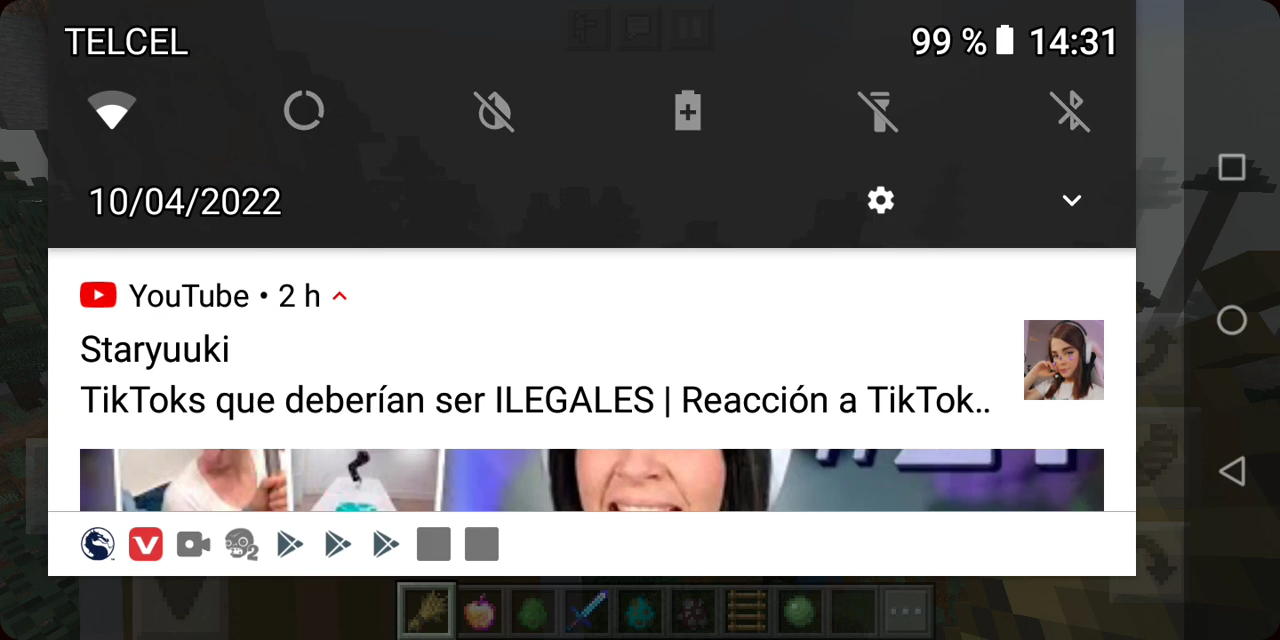 TELCEL
99 % 14:31
10/04/2022
YouTube • 2 h
Staryuuki
TikToks que deberían ser ILEGALES | Reacción a TikTok..